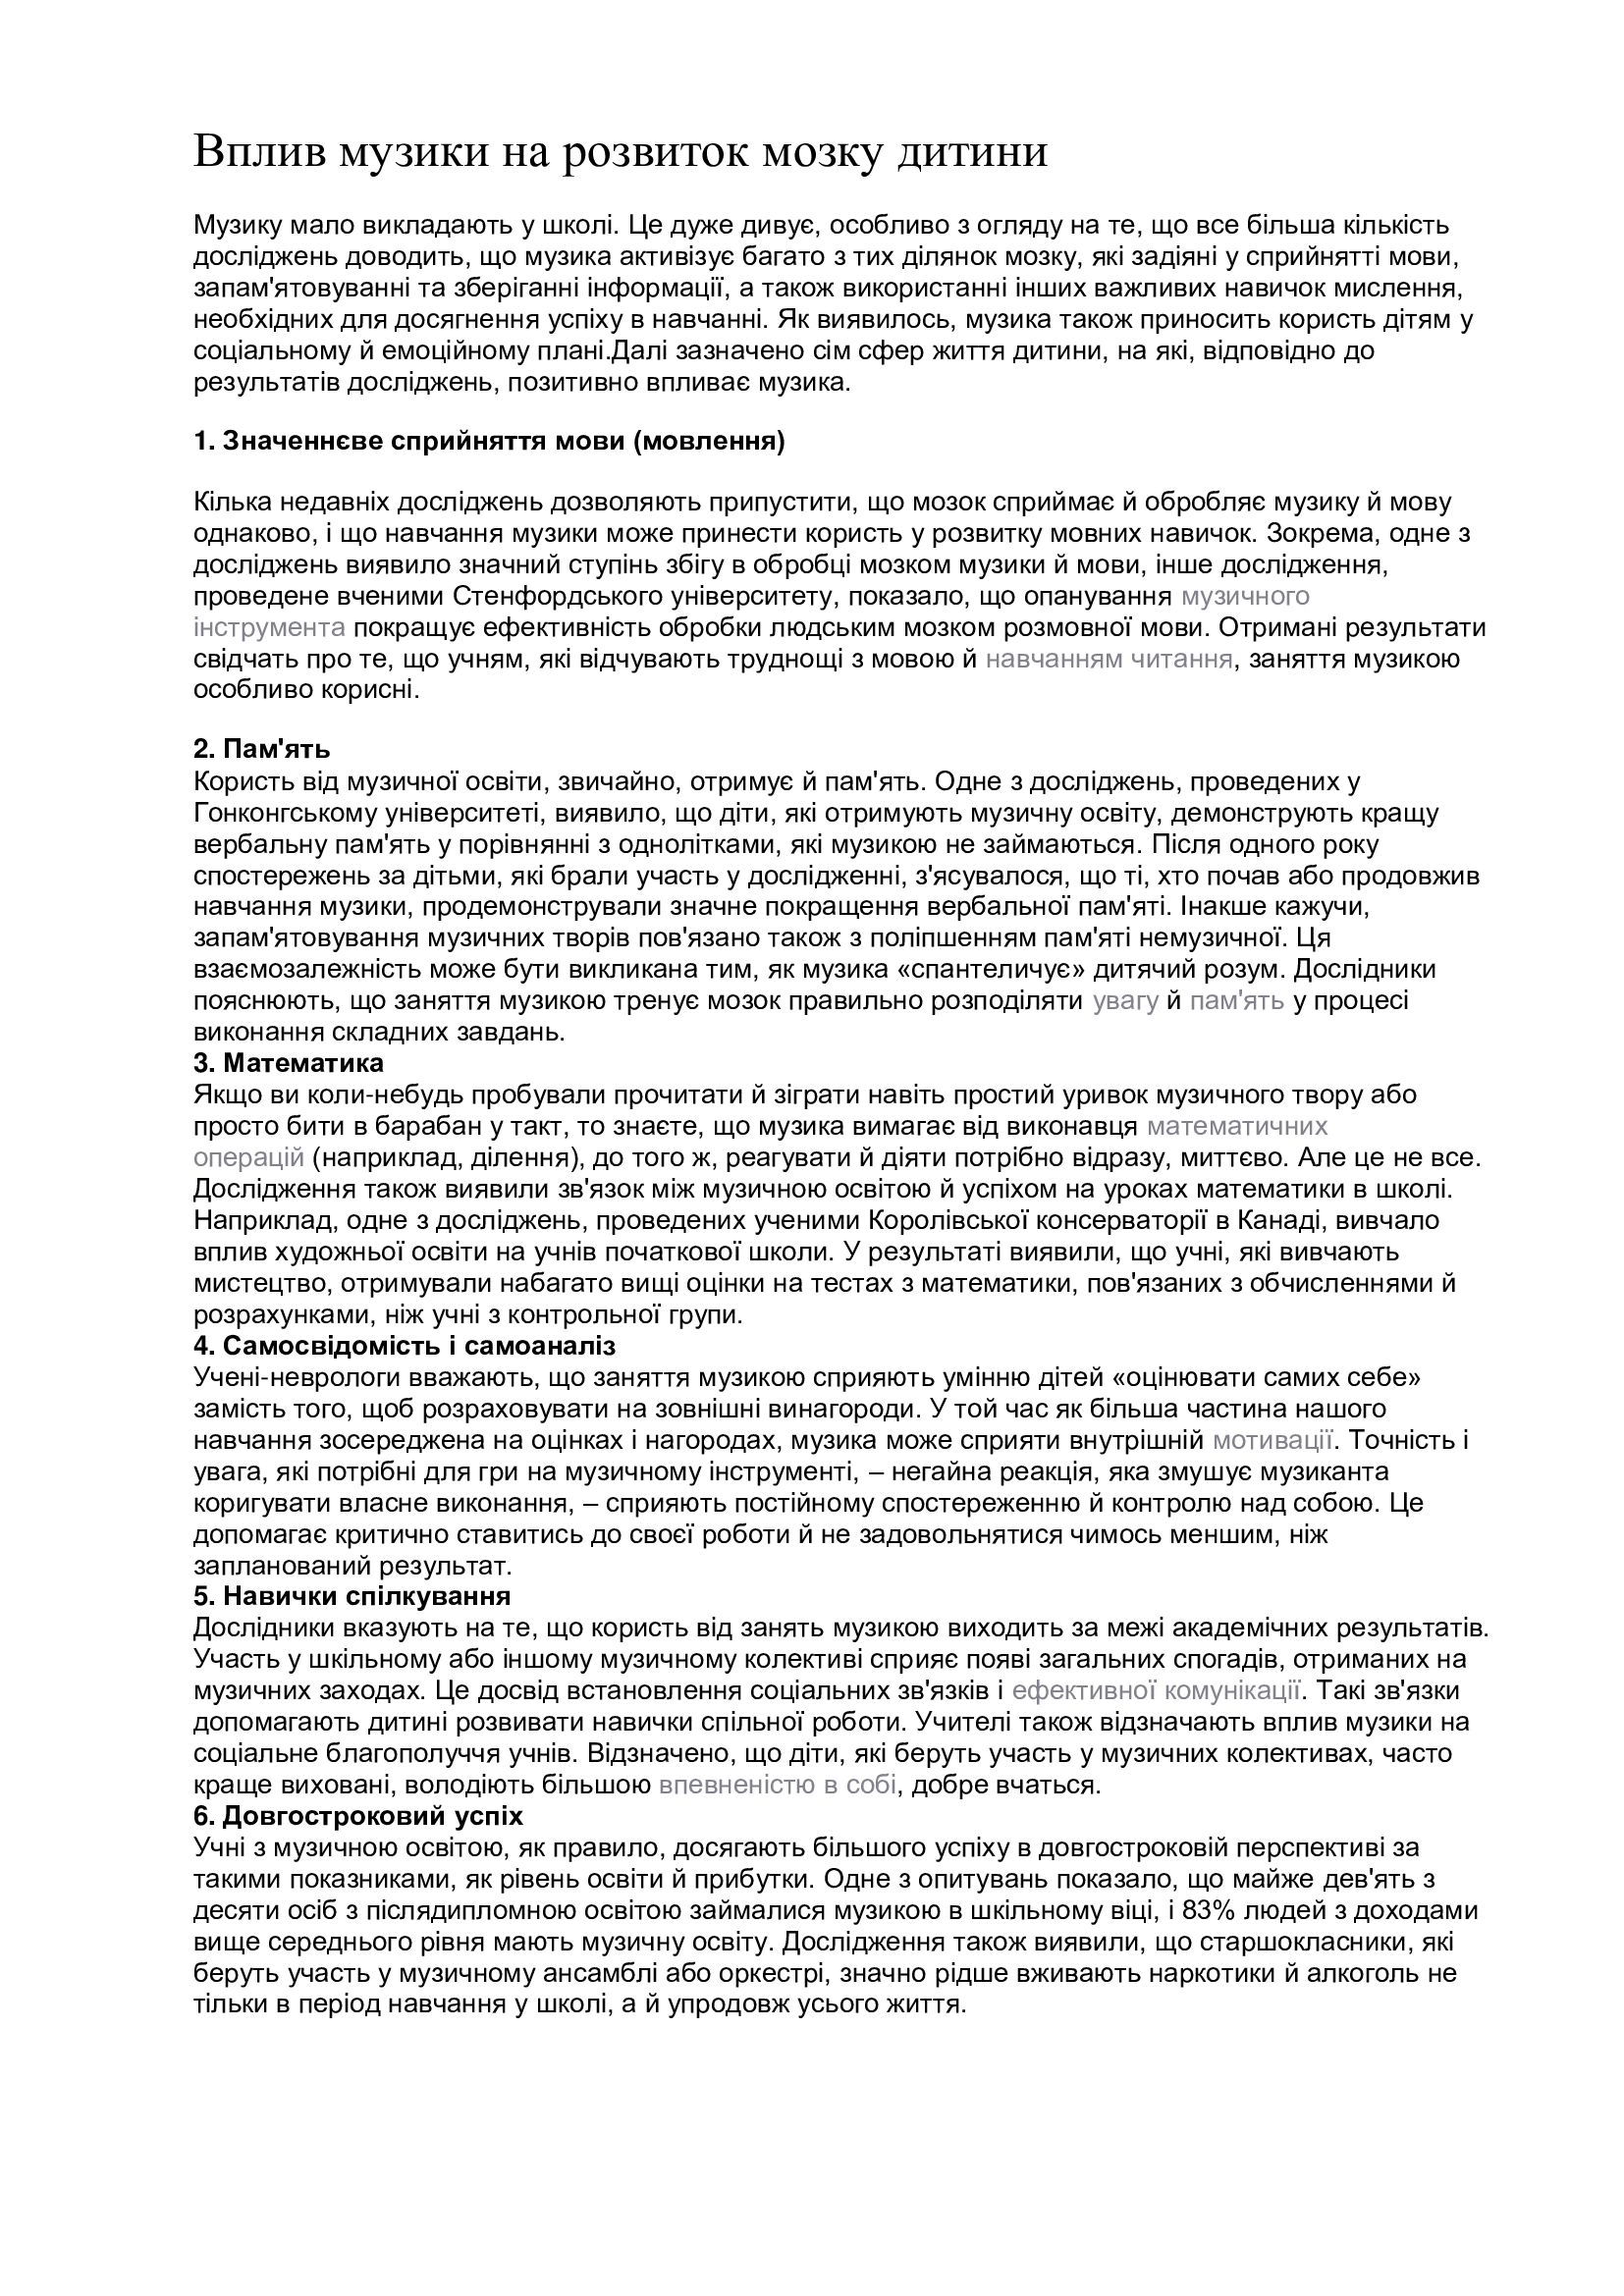 Вплив музики на розвиток мозку дитини
Музику мало викладають у школі. Це дуже дивує, особливо з огляду на те, що все більша кількість
досліджень доводить, що музика активізує багато з тих ділянок мозку, які задіяні у сприйнятті мови,
запам'ятовуванні та зберіганні інформації, а також використанні інших важливих навичок мислення,
необхідних для досягнення успіху в навчанні. Як виявилось, музика також приносить користь дітям у
соціальному й емоційному плані.Далі зазначено сім сфер життя дитини, на які, відповідно до
результатів досліджень, позитивно впливає музика.
1. Значеннєве сприйняття мови (мовлення)
Кілька недавніх досліджень дозволяють припустити, що мозок сприймає й обробляє музику й мову
однаково, і що навчання музики може принести користь у розвитку мовних навичок. Зокрема, одне з
досліджень виявило значний ступінь збігу в обробці мозком музики й мови, інше дослідження,
проведене вченими Стенфордського університету, показало, що опанування музичного
інструмента покращує ефективність обробки людським мозком розмовної мови. Отримані результати
свідчать про те, що учням, які відчувають труднощі з мовою й навчанням читання, заняття музикою
особливо корисні.
2. Пам'ять
Користь від музичної освіти, звичайно, отримує й пам'ять. Одне з досліджень, проведених у
Гонконгському університеті, виявило, що діти, які отримують музичну освіту, демонструють кращу
вербальну пам'ять у порівнянні з однолітками, які музикою не займаються. Після одного року
спостережень за дітьми, які брали участь у дослідженні, з'ясувалося, що ті, хто почав або продовжив
навчання музики, продемонстрували значне покращення вербальної пам'яті. Інакше кажучи,
запам'ятовування музичних творів пов'язано також з поліпшенням пам'яті немузичної. Ця
взаємозалежність може бути викликана тим, як музика «спантеличує» дитячий розум. Дослідники
пояснюють, що заняття музикою тренує мозок правильно розподіляти увагу й пам'ять у процесі
виконання складних завдань.
3. Математика
Якщо ви коли-небудь пробували прочитати й зіграти навіть простий уривок музичного твору або
просто бити в барабан у такт, то знаєте, що музика вимагає від виконавця математичних
операцій (наприклад, ділення), до того ж, реагувати й діяти потрібно відразу, миттєво. Але це не все.
Дослідження також виявили зв'язок між музичною освітою й успіхом на уроках математики в школі.
Наприклад, одне з досліджень, проведених ученими Королівської консерваторії в Канаді, вивчало
вплив художньої освіти на учнів початкової школи. У результаті виявили, що учні, які вивчають
мистецтво, отримували набагато вищі оцінки на тестах з математики, пов'язаних з обчисленнями й
розрахунками, ніж учні з контрольної групи.
4. Самосвідомість і самоаналіз
Учені-неврологи вважають, що заняття музикою сприяють умінню дітей «оцінювати самих себе»
замість того, щоб розраховувати на зовнішні винагороди. У той час як більша частина нашого
навчання зосереджена на оцінках і нагородах, музика може сприяти внутрішній мотивації. Точність і
увага, які потрібні для гри на музичному інструменті, – негайна реакція, яка змушує музиканта
коригувати власне виконання, – сприяють постійному спостереженню й контролю над собою. Це
допомагає критично ставитись до своєї роботи й не задовольнятися чимось меншим, ніж
запланований результат.
5. Навички спілкування
Дослідники вказують на те, що користь від занять музикою виходить за межі академічних результатів.
Участь у шкільному або іншому музичному колективі сприяє появі загальних спогадів, отриманих на
музичних заходах. Це досвід встановлення соціальних зв'язків і ефективної комунікації. Такі зв'язки
допомагають дитині розвивати навички спільної роботи. Учителі також відзначають вплив музики на
соціальне благополуччя учнів. Відзначено, що діти, які беруть участь у музичних колективах, часто
краще виховані, володіють більшою впевненістю в собі, добре вчаться.
6. Довгостроковий успіх
Учні з музичною освітою, як правило, досягають більшого успіху в довгостроковій перспективі за
такими показниками, як рівень освіти й прибутки. Одне з опитувань показало, що майже дев'ять з
десяти осіб з післядипломною освітою займалися музикою в шкільному віці, і 83% людей з доходами
вище середнього рівня мають музичну освіту. Дослідження також виявили, що старшокласники, які
беруть участь у музичному ансамблі або оркестрі, значно рідше вживають наркотики й алкоголь не
тільки в період навчання у школі, а й упродовж усього життя.